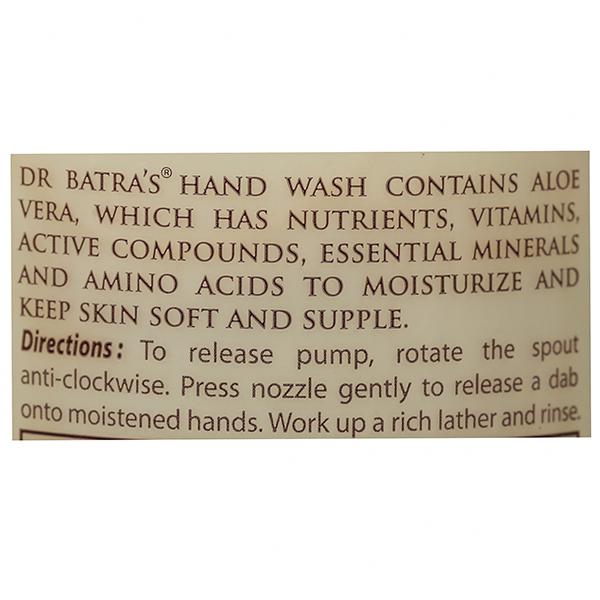 DR BATRA'S® HAND WASH CONTAINS ALOE
VERA, WHICH HAS NUTRIENTS, VITAMINS,
ACTIVE COMPOUNDS, ESSENTIAL MINERALS
AND AMINO ACIDS TO MOISTURIZE AND
KEEP SKIN SOFT AND SUPPLE.
Directions: To release pump, rotate the spout
anti-clockwise. Press nozzle gently to release a dab
onto moistened hands. Work up a rich lather and rinse.